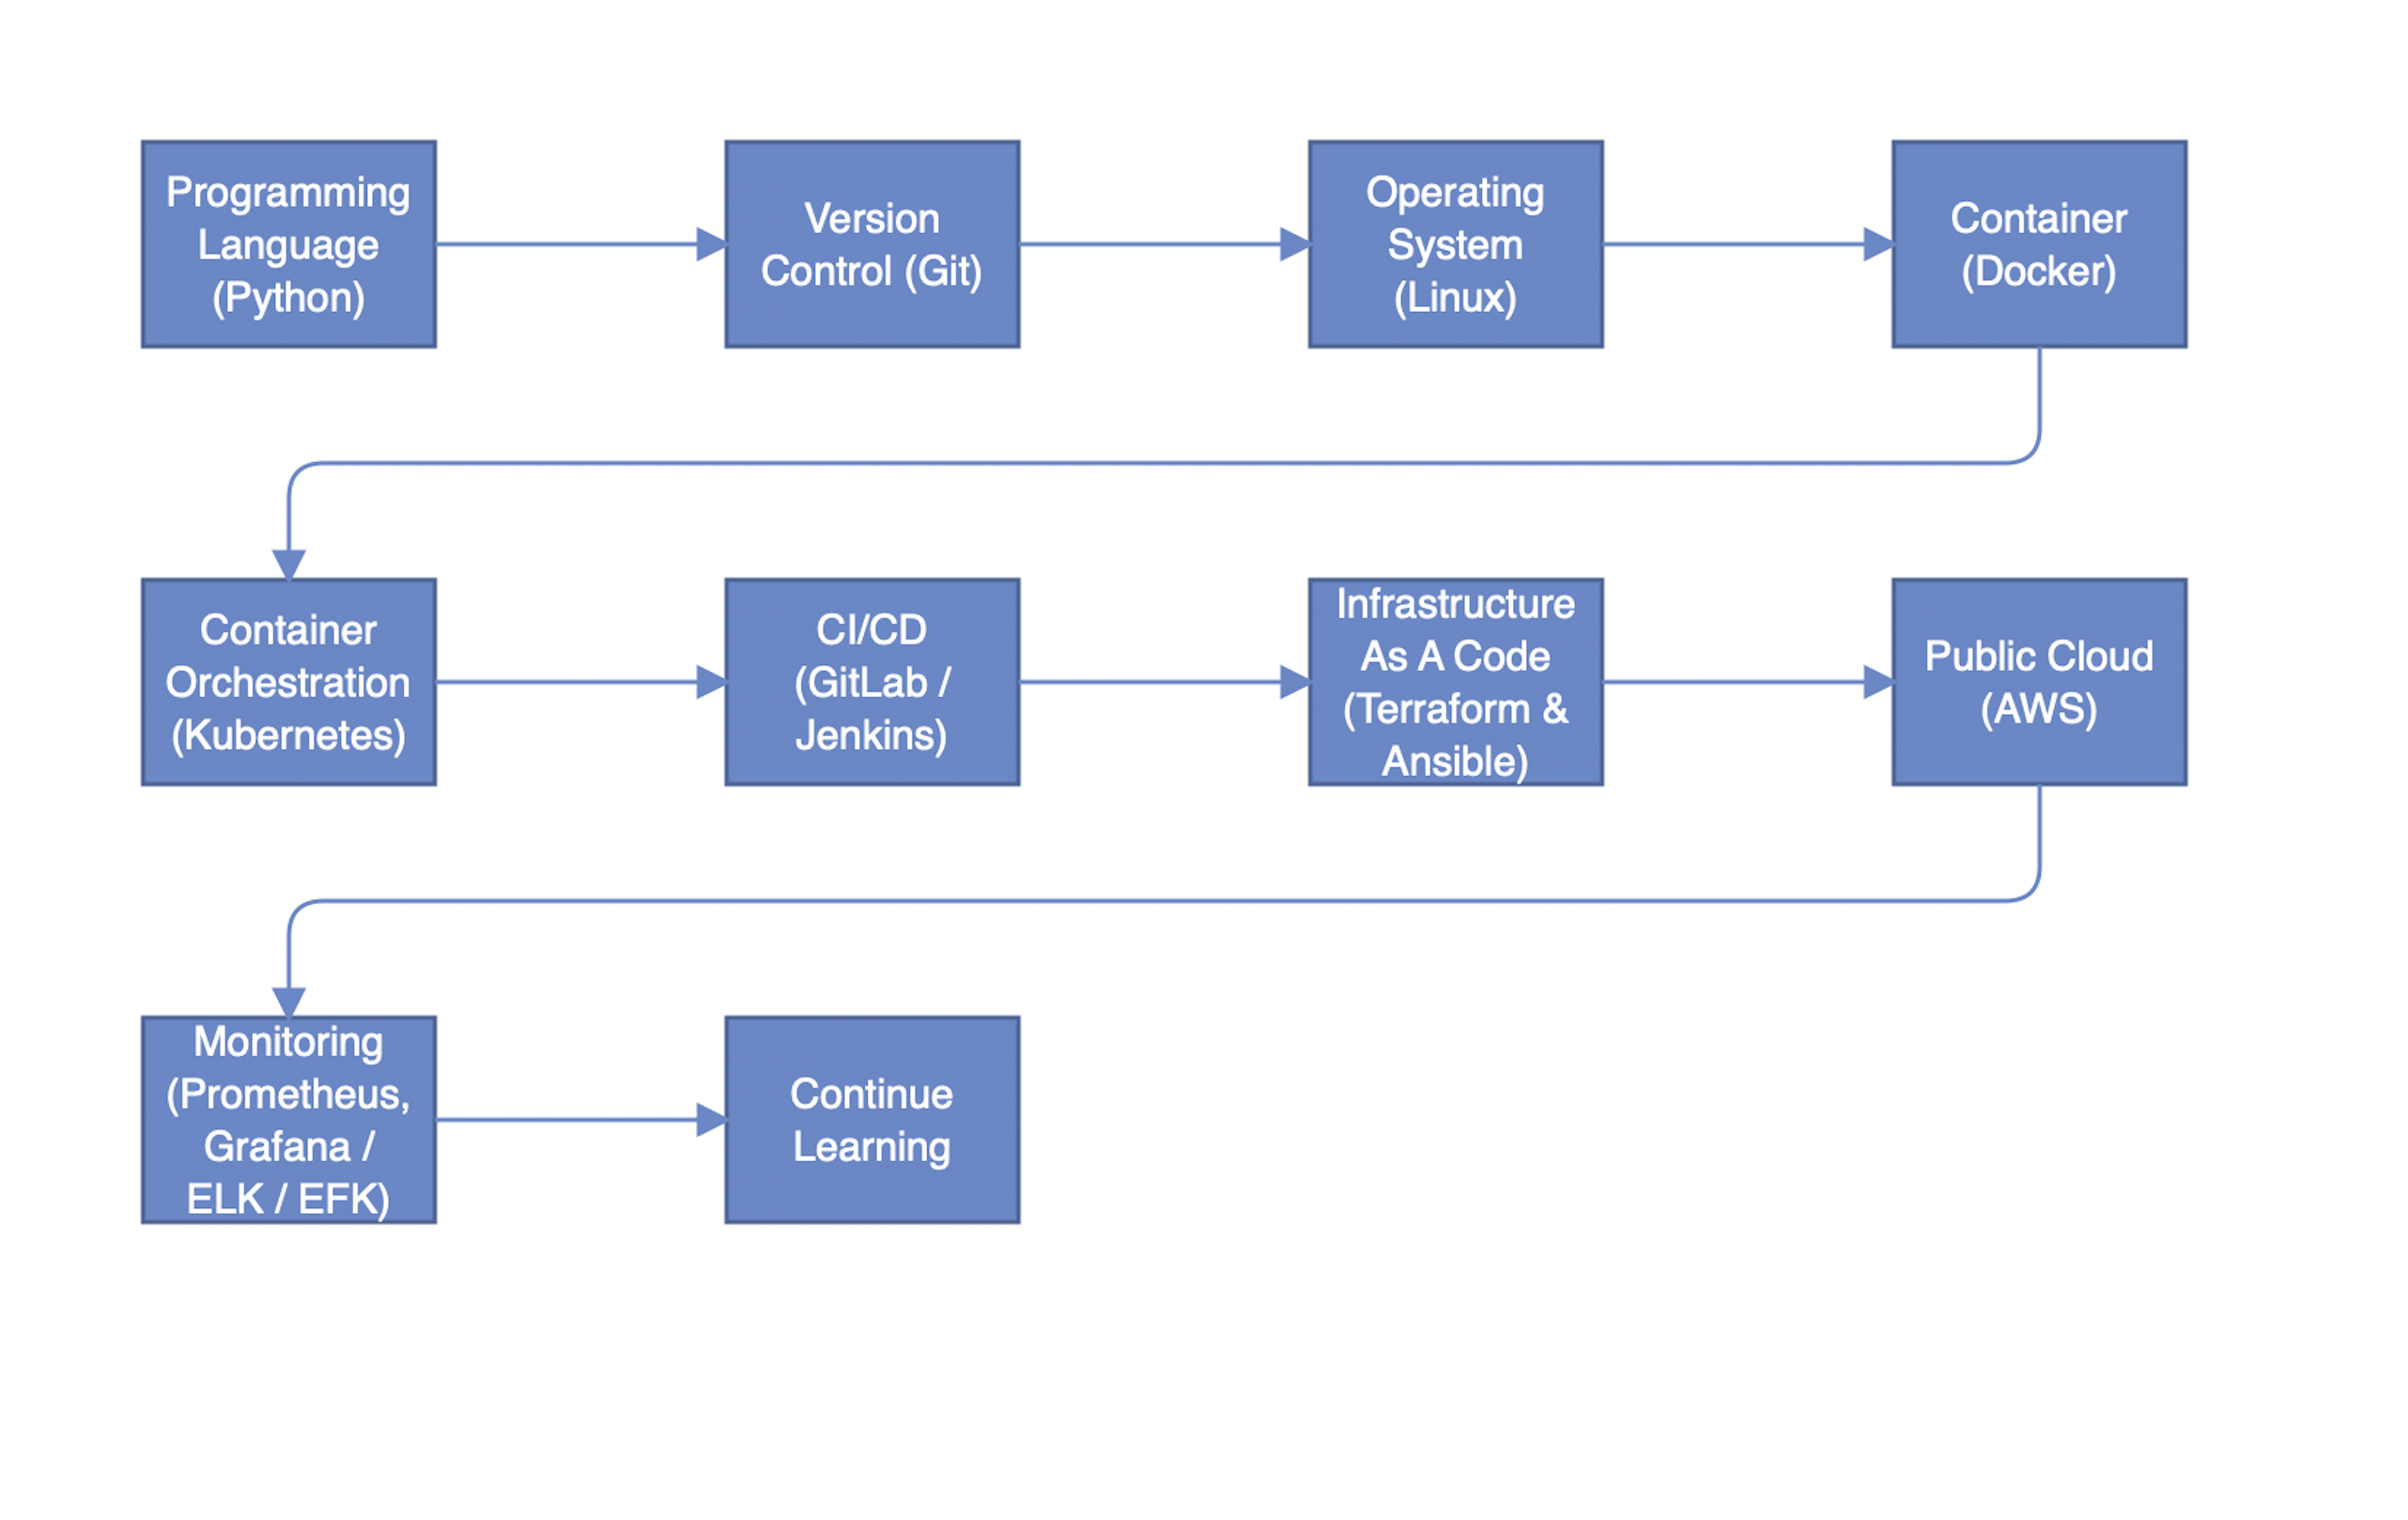 Programming
Language
(Python)
Version
Control (Git)
Operating
System
(Linux)
Container
(Docker)
Container
Orchestration
(Kubernetes)
CI/CD
(GitLab /
Jenkins)
Infrastructure
As A Code
(Terraform &
Ansible)
Public Cloud
(AWS)
Monitoring
(Prometheus,
Grafana /
ELK / EFK)
Continue
Learning